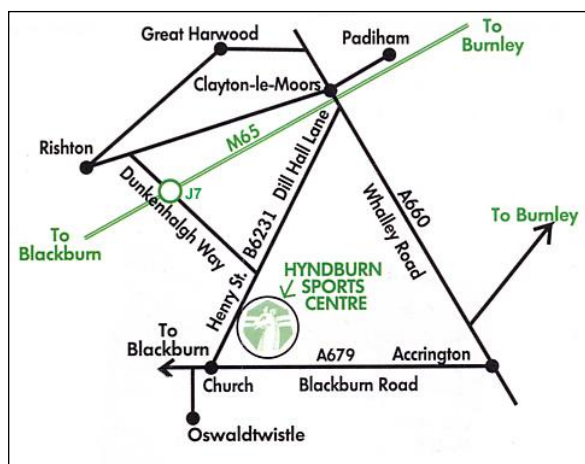 Great Harwood
Padiham
To
Burnley
Clayton-le-Moors
M65
Rishton
J7
Dunkenhalgh Way
Dill Hall Lane
B6231
Henry St.
A660
Whalley Road
To Burnley
To
Blackburn
HYNDBURN
SPORTS
CENTRE
To
Blackburn
A679
Accrington
Church
Blackburn Road
Oswaldtwistle